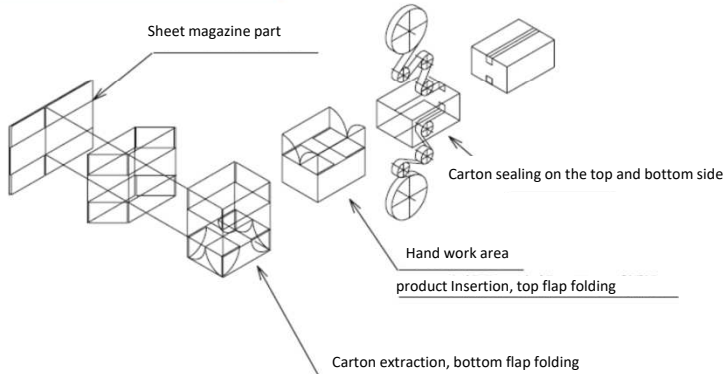 Sheet magazine part
Carton sealing on the top and bottom side
Hand work area
product Insertion, top flap folding
Carton extraction, bottom flap folding